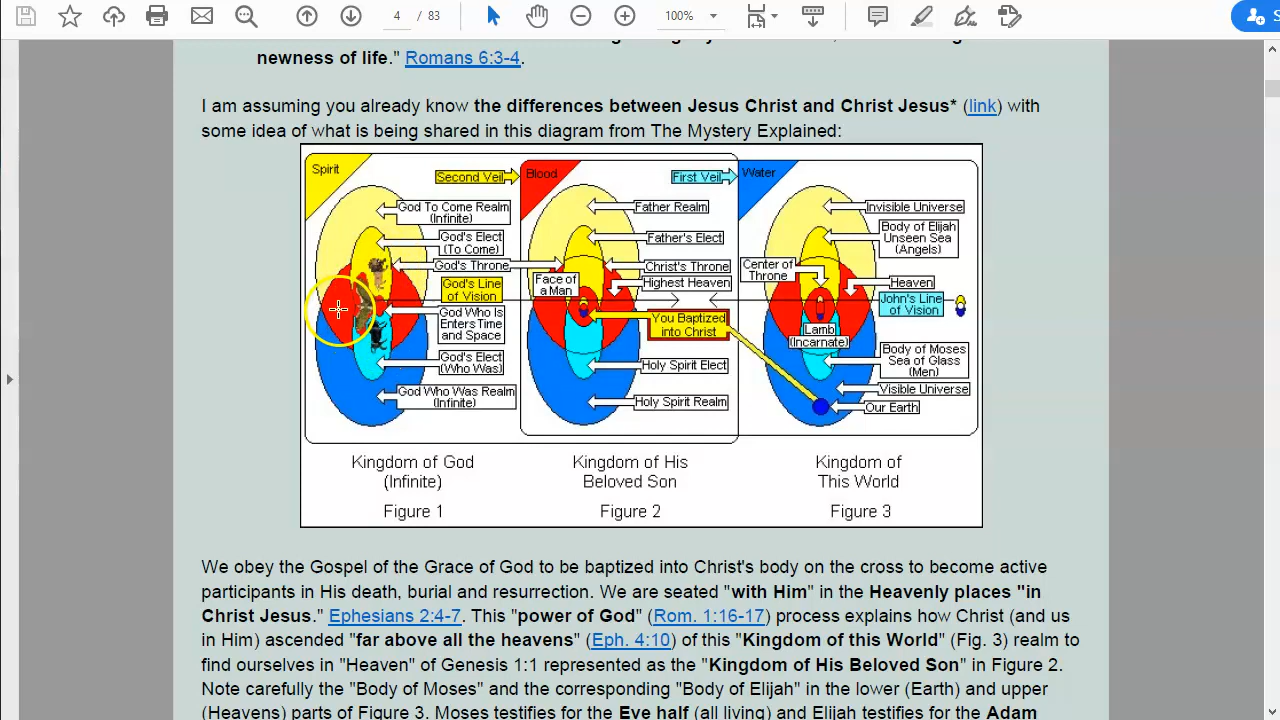 4 / 83
100%
newness of life." Romans 6:3-4.
I am assuming you already know the differences between Jesus Christ and Christ Jesus* (link) with
some idea of what is being shared in this diagram from The Mystery Explained:
Spirit
Second Veil
God To Come Realm
(Infinite)
God's Elect
(To Come)
God's Throne
God's Line
of Vision
God Who Is
Enters Time
and Space
God's Elect
(Who Was)
God Who Was Realm
(Infinite)
Kingdom of God
(Infinite)
Figure 1
Blood
First Veil
Father Realm
Father's Elect
Christ's Throne
Face of
a Man
Highest Heaven
You Baptized
into Christ
Holy Spirit Elect
Holy Spirit Realm
Kingdom of His
Beloved Son
Figure 2
Water
Invisible Universe
Body of Elijah
Unseen Sea
(Angels)
Center of
Throne
Heaven
John's Line
of Vision
Lamb
(Incarnate)
Body of Moses
Sea of Glass
(Men)
Visible Universe
Our Earth
Kingdom of
This World
Figure 3
We obey the Gospel of the Grace of God to be baptized into Christ's body on the cross to become active
participants in His death, burial and resurrection. We are seated "with Him" in the Heavenly places "in
Christ Jesus." Ephesians 2:4-7. This "power of God" (Rom. 1:16-17) process explains how Christ (and us
in Him) ascended "far above all the heavens" (Eph. 4:10) of this "Kingdom of this World" (Fig. 3) realm to
find ourselves in "Heaven" of Genesis 1:1 represented as the "Kingdom of His Beloved Son" in Figure 2.
Note carefully the "Body of Moses" and the corresponding "Body of Elijah" in the lower (Earth) and upper
(Heavens) parts of Figure 3. Moses testifies for the Eve half (all living) and Elijah testifies for the Adam